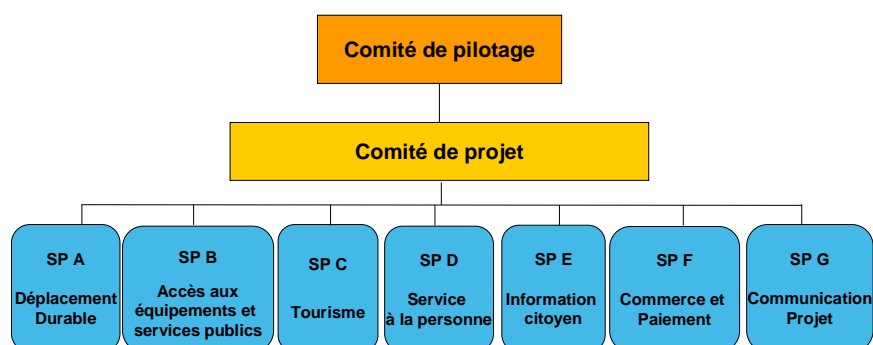 Comité de pilotage
Comité de projet
SP A
Déplacement
Durable
SP B
Accès aux
équipements et
services publics
SP C
Tourisme
SP D
Service
à la personne
SP E
Information
citoyen
SP F
Commerce et
Paiement
SP G
Communication
Projet